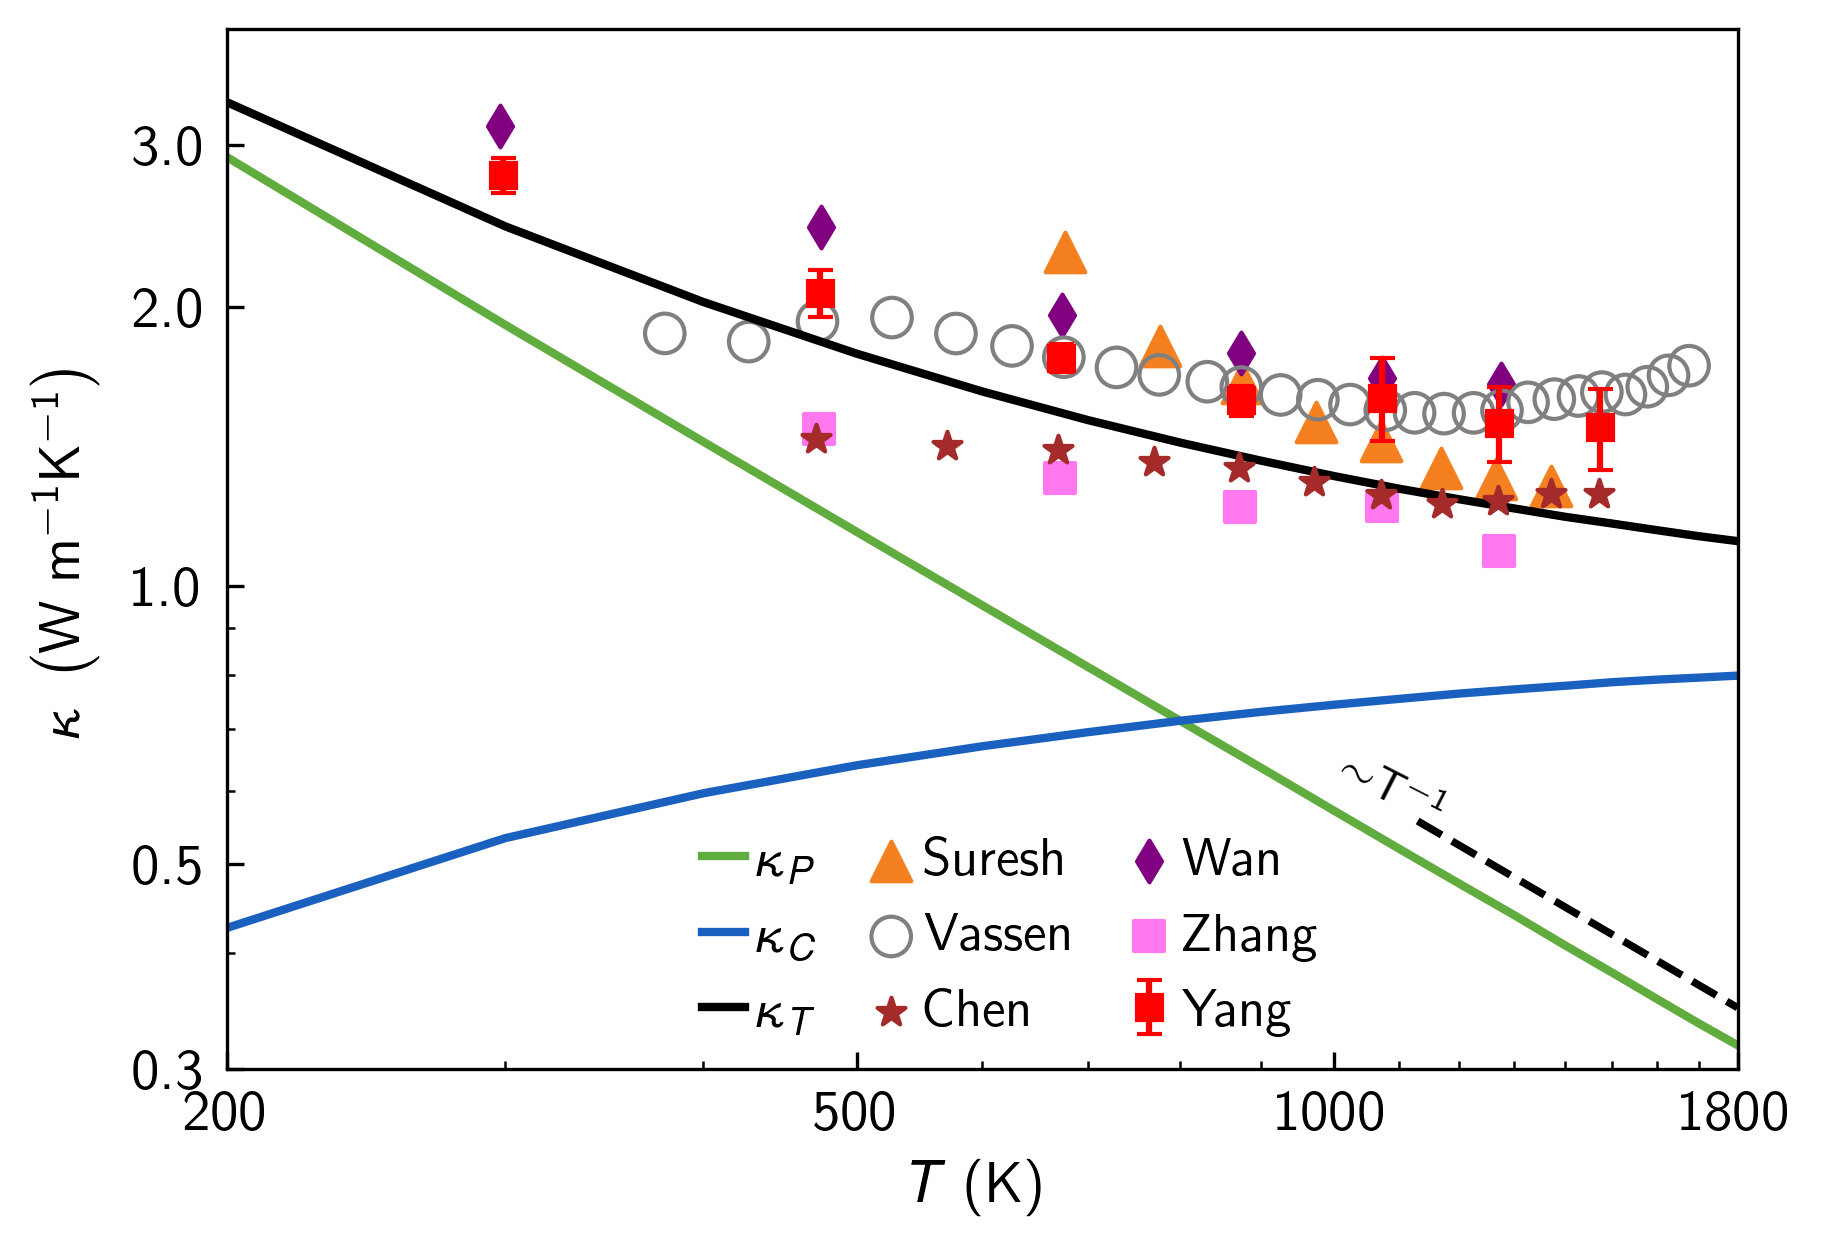 κ (W m⁻¹K⁻¹)
3.0
2.0
1.0
0.5
0.3
200
500
1000
1800
T (K)
~T⁻¹
κP
κC
κT
Suresh
Vassen
Chen
Wan
Zhang
Yang